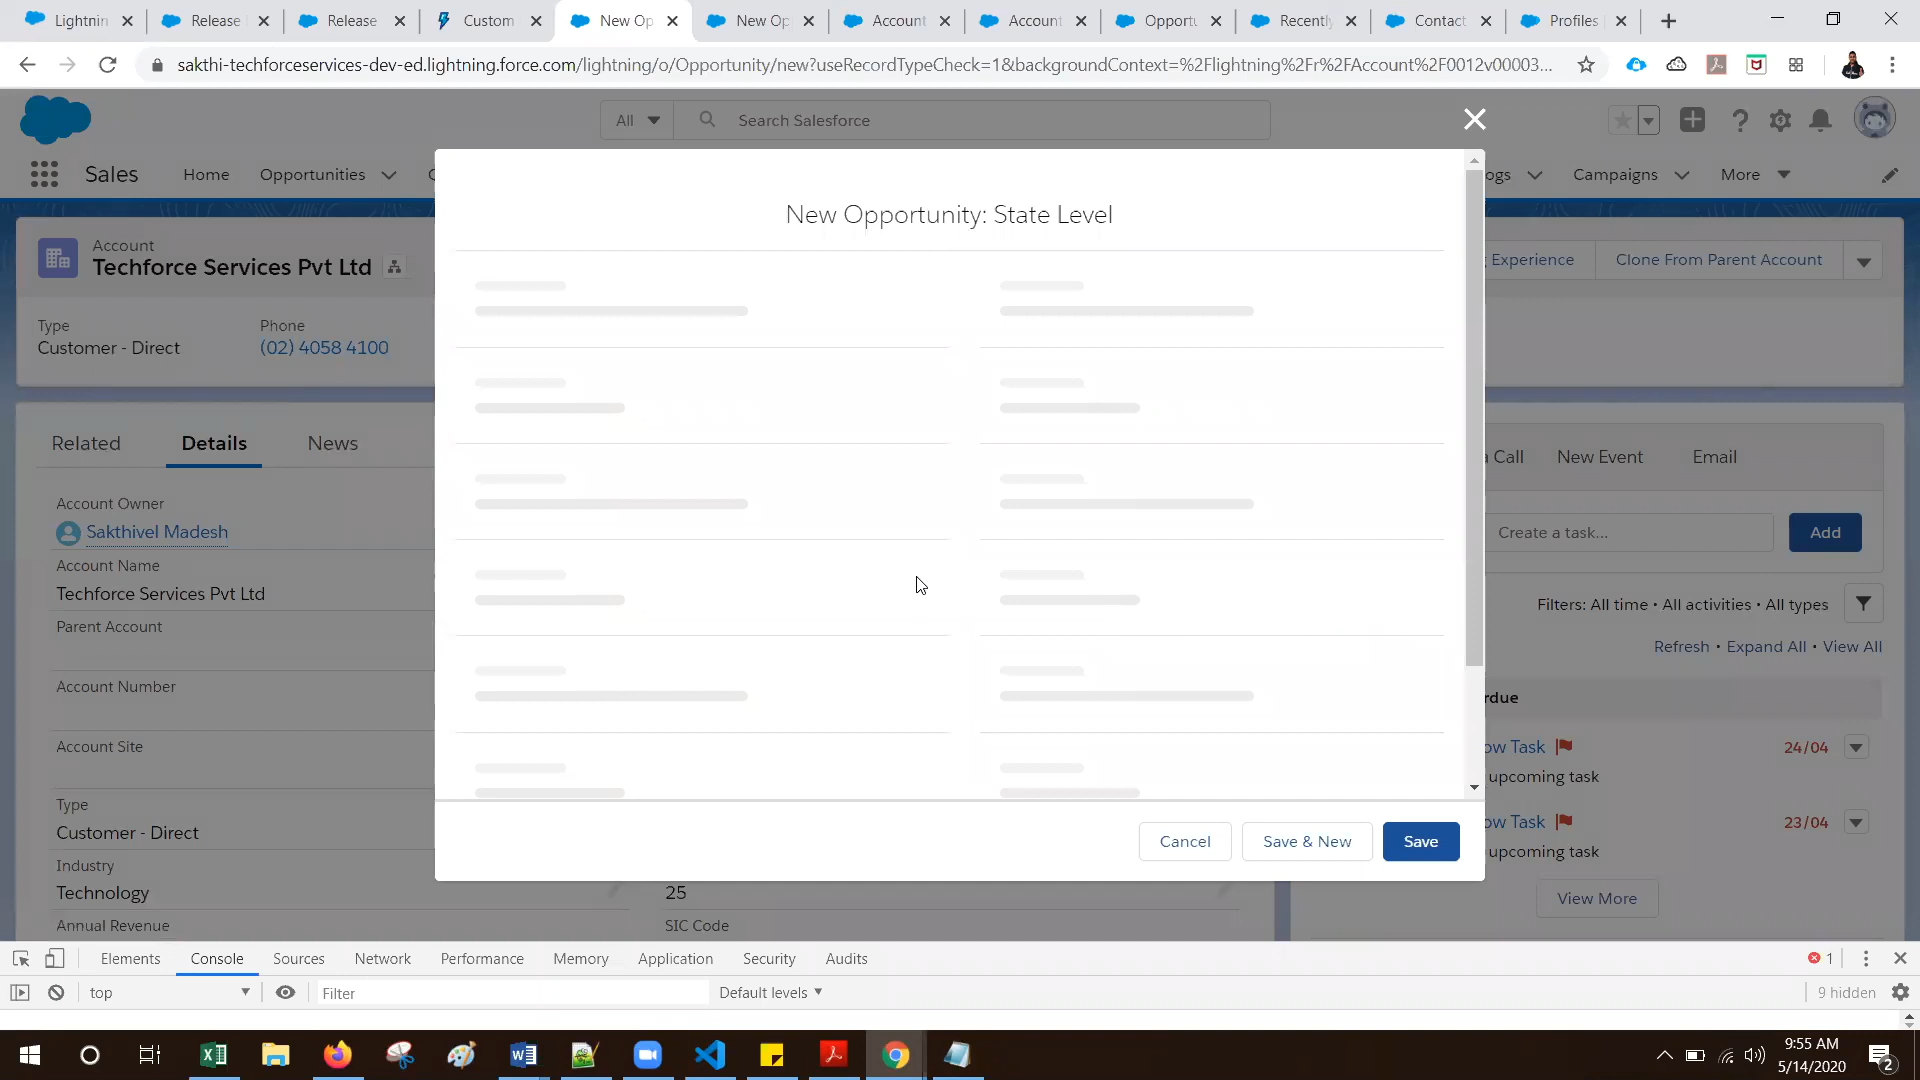 Lightnin
Release
Release
Custom
New Op
New Op
Account
Account
Opportu
Recently
Contact
Profiles
sakthi-techforceservices-dev-ed.lightning.force.com/lightning/o/Opportunity/new?useRecordTypeCheck=1&backgroundContext=%2Flightning%2Fr%2FAccount%2F0012v00003...
All
Search Salesforce
Sales
Home
Opportunities
ogs
Campaigns
More
New Opportunity: State Level
Account
Techforce Services Pvt Ltd
Experience
Clone From Parent Account
Type
Customer - Direct
Phone
(02) 4058 4100
Related
Details
News
Call
New Event
Email
Account Owner
Sakthivel Madesh
Create a task...
Add
Account Name
Techforce Services Pvt Ltd
Filters: All time • All activities • All types
Parent Account
Refresh • Expand All • View All
Account Number
rdue
Account Site
ow Task
24/04
upcoming task
Type
Customer - Direct
ow Task
23/04
upcoming task
Cancel
Save & New
Save
Industry
Technology
25
View More
Annual Revenue
SIC Code
Elements
Console
Sources
Network
Performance
Memory
Application
Security
Audits
1
top
Filter
Default levels
9 hidden
9:55 AM
5/14/2020
2